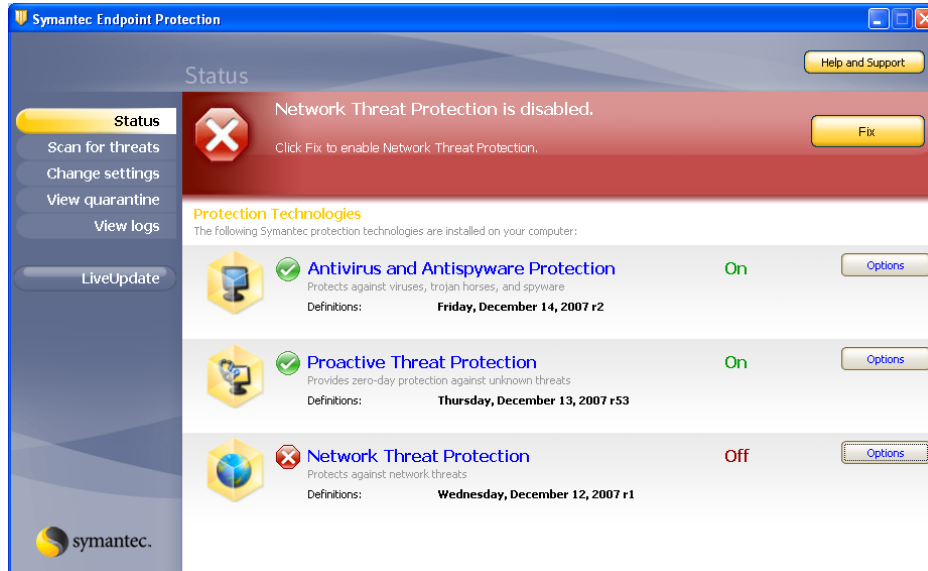 Symantec Endpoint Protection
Status
Help and Support
Network Threat Protection is disabled.
Click Fix to enable Network Threat Protection.
Fix
Status
Scan for threats
Change settings
View quarantine
View logs
LiveUpdate
Protection Technologies
The following Symantec protection technologies are installed on your computer:
Antivirus and Antispyware Protection On Options
Protects against viruses, trojan horses, and spyware
Definitions: Friday, December 14, 2007 r2
Proactive Threat Protection On Options
Provides zero-day protection against unknown threats
Definitions: Thursday, December 13, 2007 r53
Network Threat Protection Off Options
Protects against network threats
Definitions: Wednesday, December 12, 2007 r1
symantec.